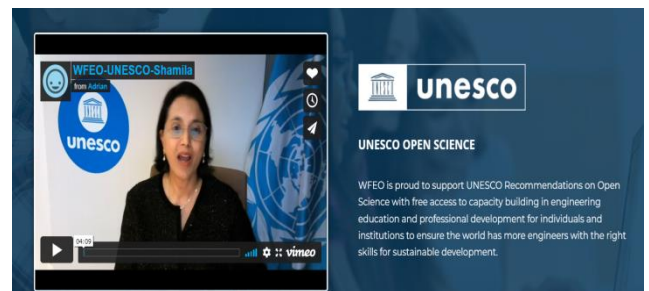 WFEO-UNESCO-Shamila
from Adrian
unesco
04:09
vimeo
unesco
UNESCO OPEN SCIENCE
WFEO is proud to support UNESCO Recommendations on Open
Science with free access to capacity building in engineering
education and professional development for individuals and
institutions to ensure the world has more engineers with the right
skills for sustainable development.